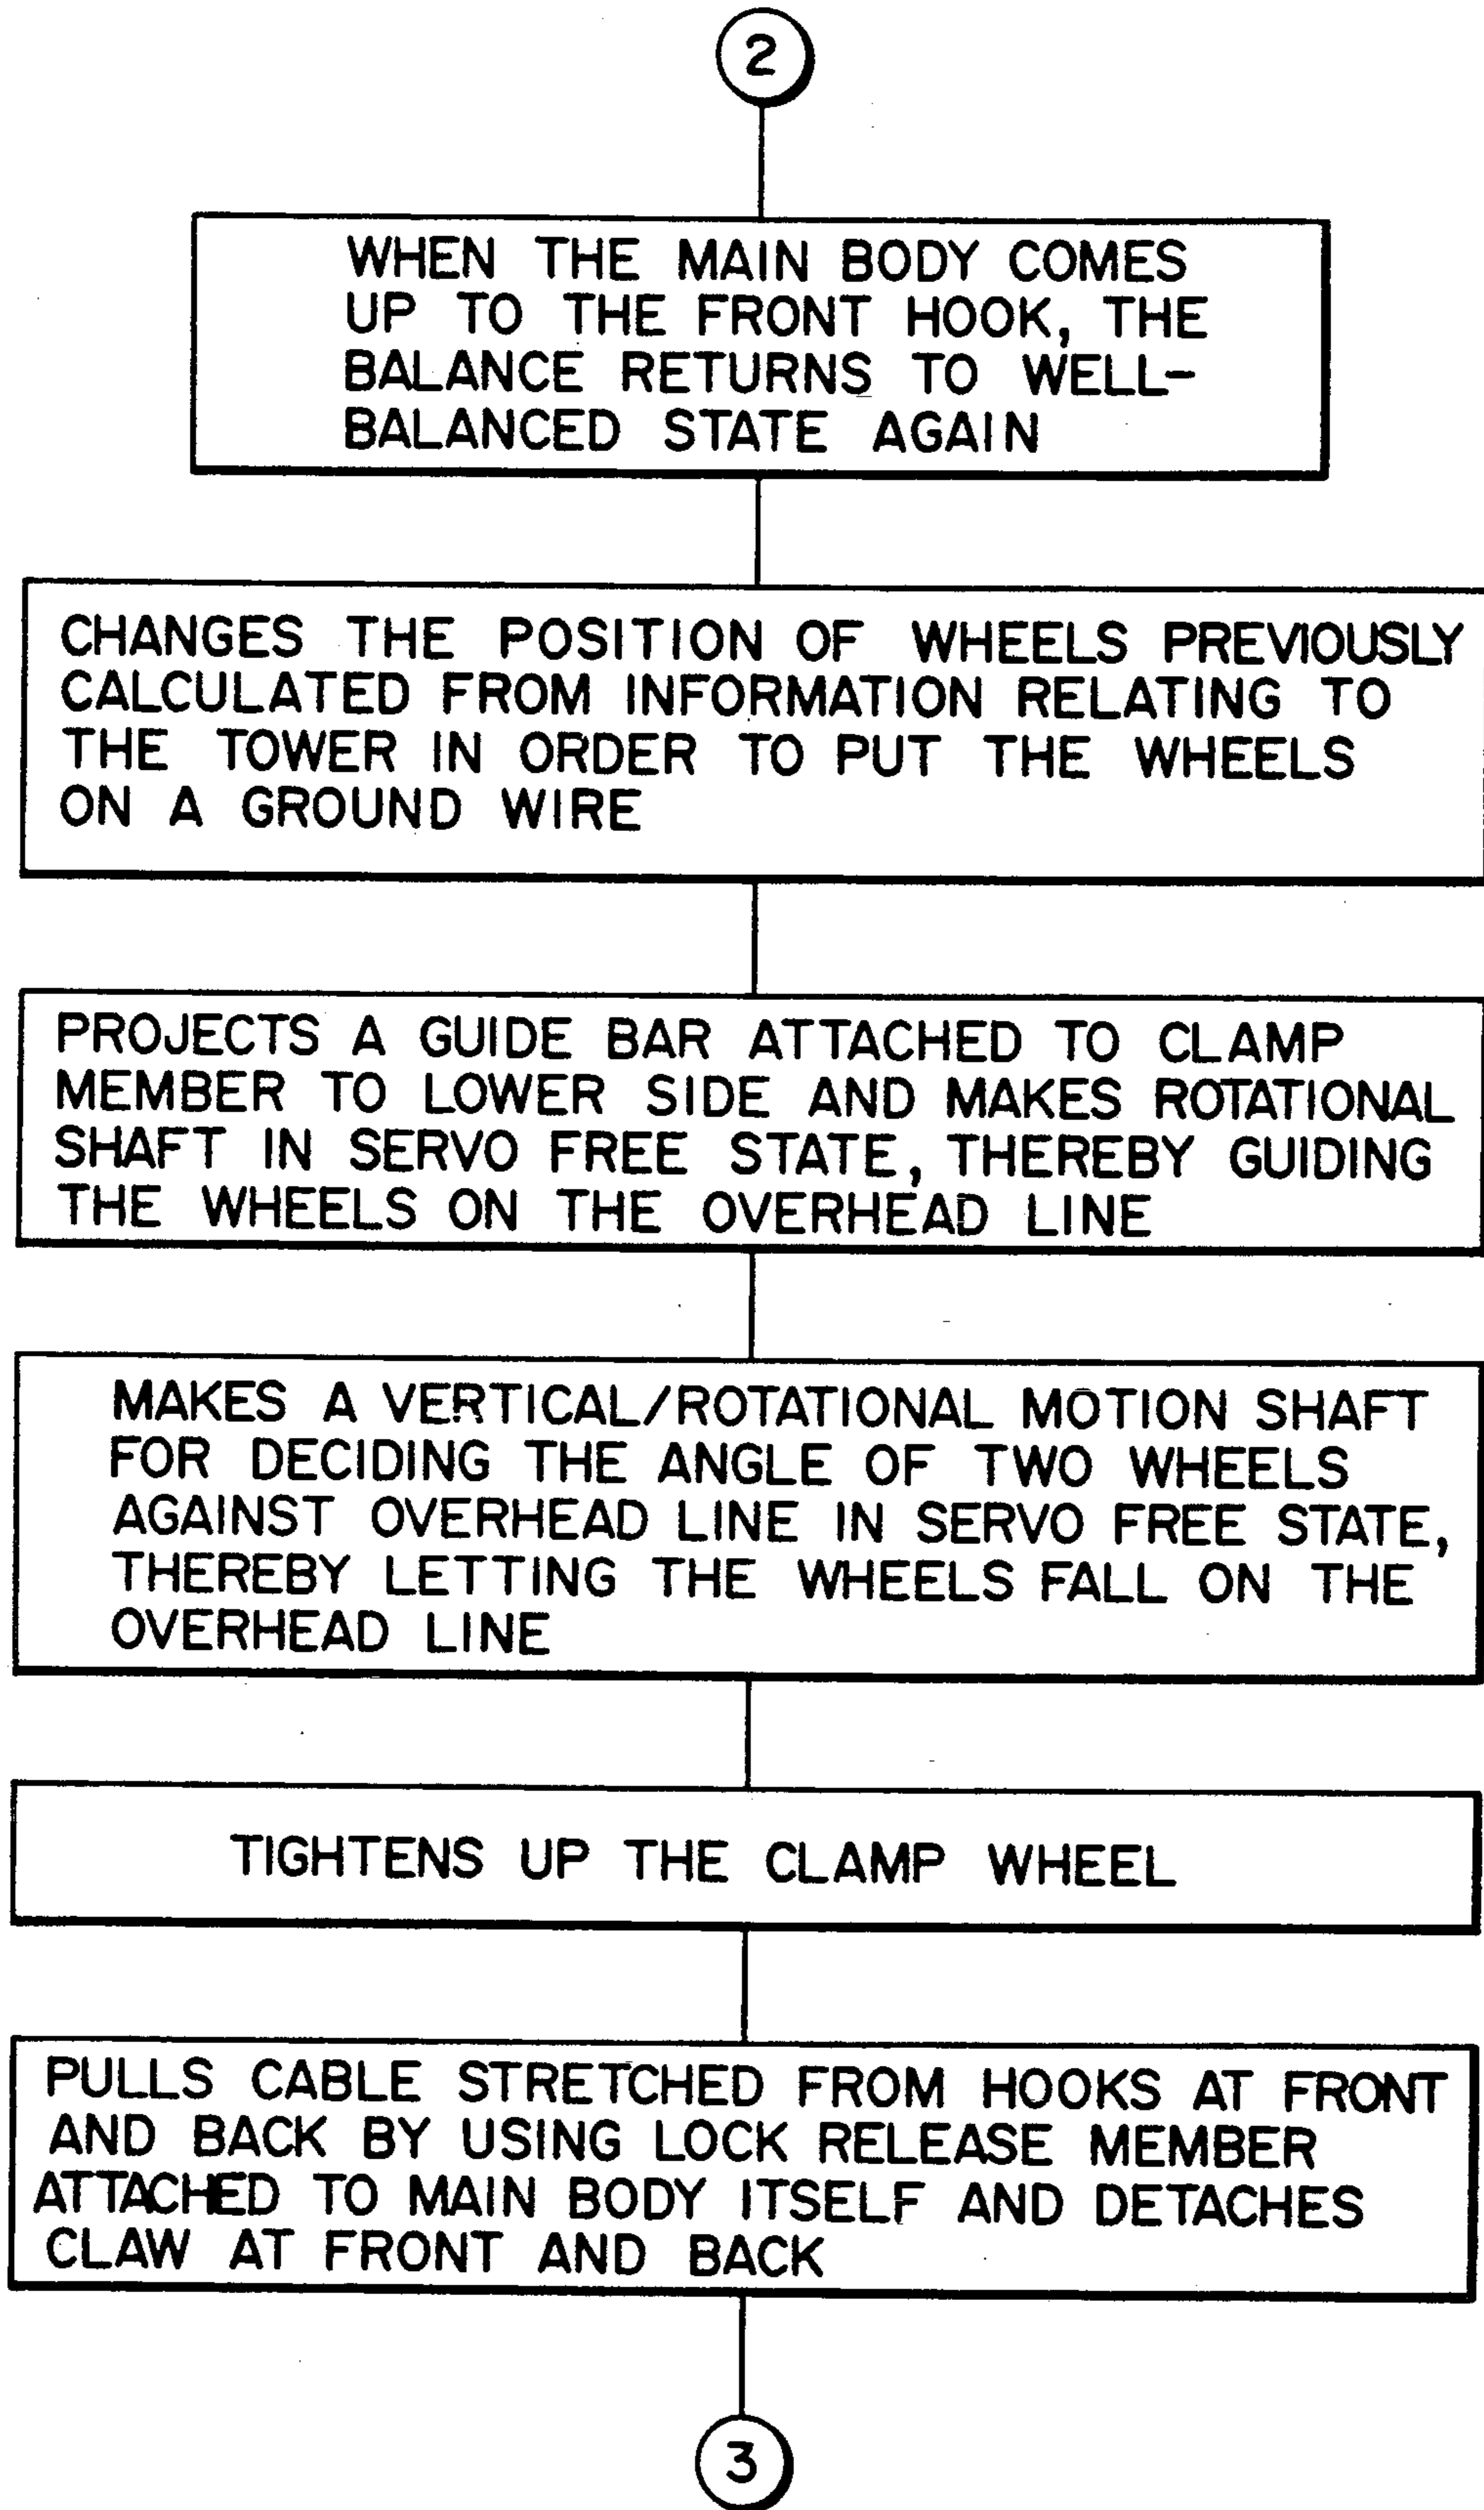 2
WHEN THE MAIN BODY COMES
UP TO THE FRONT HOOK, THE
BALANCE RETURNS TO WELL-
BALANCED STATE AGAIN
CHANGES THE POSITION OF WHEELS PREVIOUSLY
CALCULATED FROM INFORMATION RELATING TO
THE TOWER IN ORDER TO PUT THE WHEELS
ON A GROUND WIRE
PROJECTS A GUIDE BAR ATTACHED TO CLAMP
MEMBER TO LOWER SIDE AND MAKES ROTATIONAL
SHAFT IN SERVO FREE STATE, THEREBY GUIDING
THE WHEELS ON THE OVERHEAD LINE
MAKES A VERTICAL/ROTATIONAL MOTION SHAFT
FOR DECIDING THE ANGLE OF TWO WHEELS
AGAINST OVERHEAD LINE IN SERVO FREE STATE,
THEREBY LETTING THE WHEELS FALL ON THE
OVERHEAD LINE
TIGHTENS UP THE CLAMP WHEEL
PULLS CABLE STRETCHED FROM HOOKS AT FRONT
AND BACK BY USING LOCK RELEASE MEMBER
ATTACHED TO MAIN BODY ITSELF AND DETACHES
CLAW AT FRONT AND BACK
3